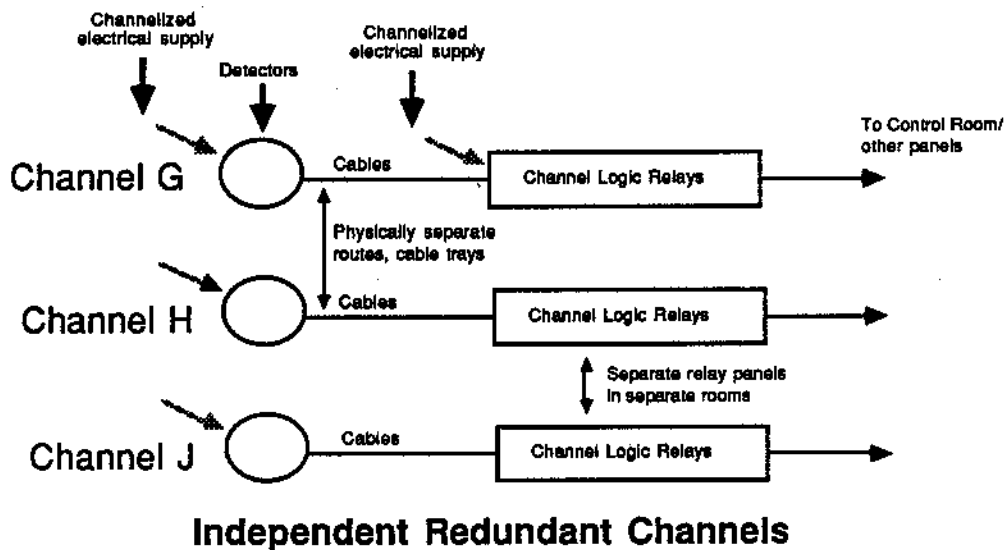 Channelized
electrical supply
Channelized
electrical supply
Detectors
To Control Room/
other panels
Channel G
Cables
Channel Logic Relays
Physically separate
routes, cable trays
Channel H
Cables
Channel Logic Relays
Separate relay panels
in separate rooms
Channel J
Cables
Channel Logic Relays
Independent Redundant Channels